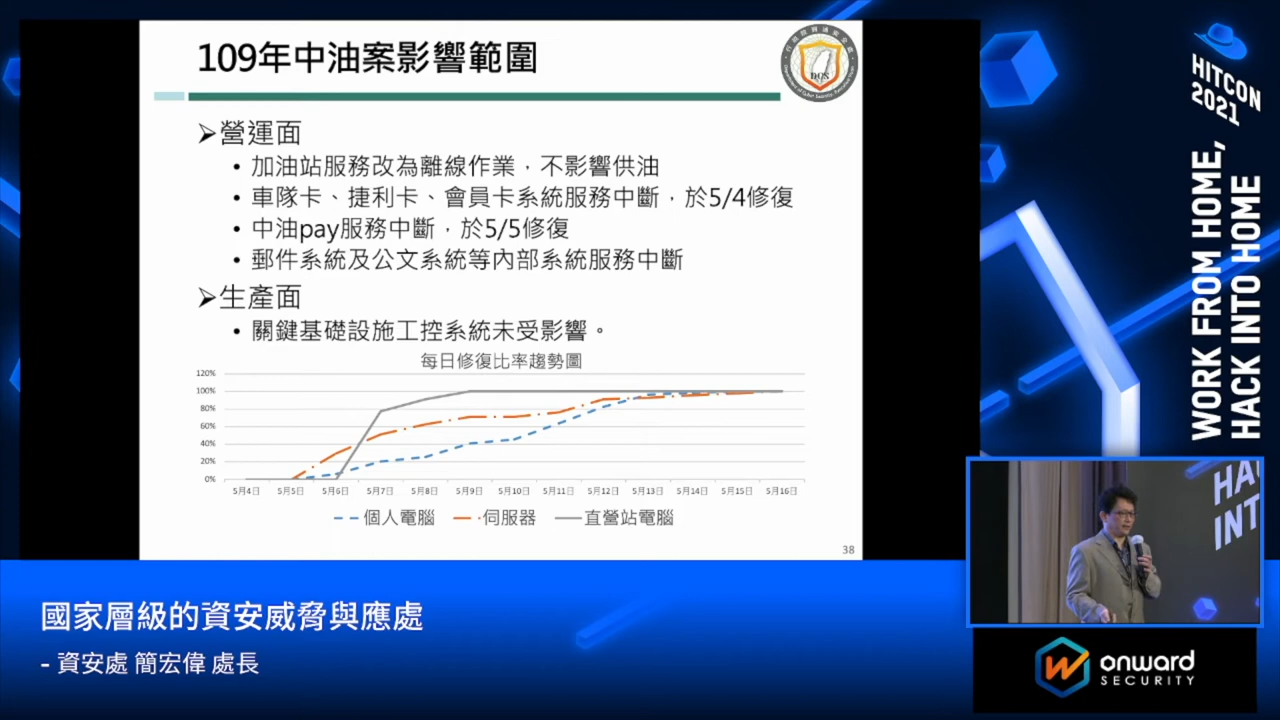 109年中油案影響範圍
DCS
➢營運面
• 加油站服務改為離線作業，不影響供油
• 車隊卡、捷利卡、會員卡系統服務中斷，於5/4修復
• 中油pay服務中斷，於5/5修復
• 郵件系統及公文系統等內部系統服務中斷
➢生產面
• 關鍵基礎設施工控系統未受影響。
每日修復比率趨勢圖
120%
100%
80%
60%
40%
20%
0%
5月4日 5月5日 5月6日 5月7日 5月8日 5月9日 5月10日 5月11日 5月12日 5月13日 5月14日 5月15日 5月16日
個人電腦 伺服器 直營站電腦
38
HITCON
2021
WORK FROM HOME,
HACK INTO HOME
HA
INT
國家層級的資安威脅與應處
- 資安處 簡宏偉 處長
onward
SECURITY